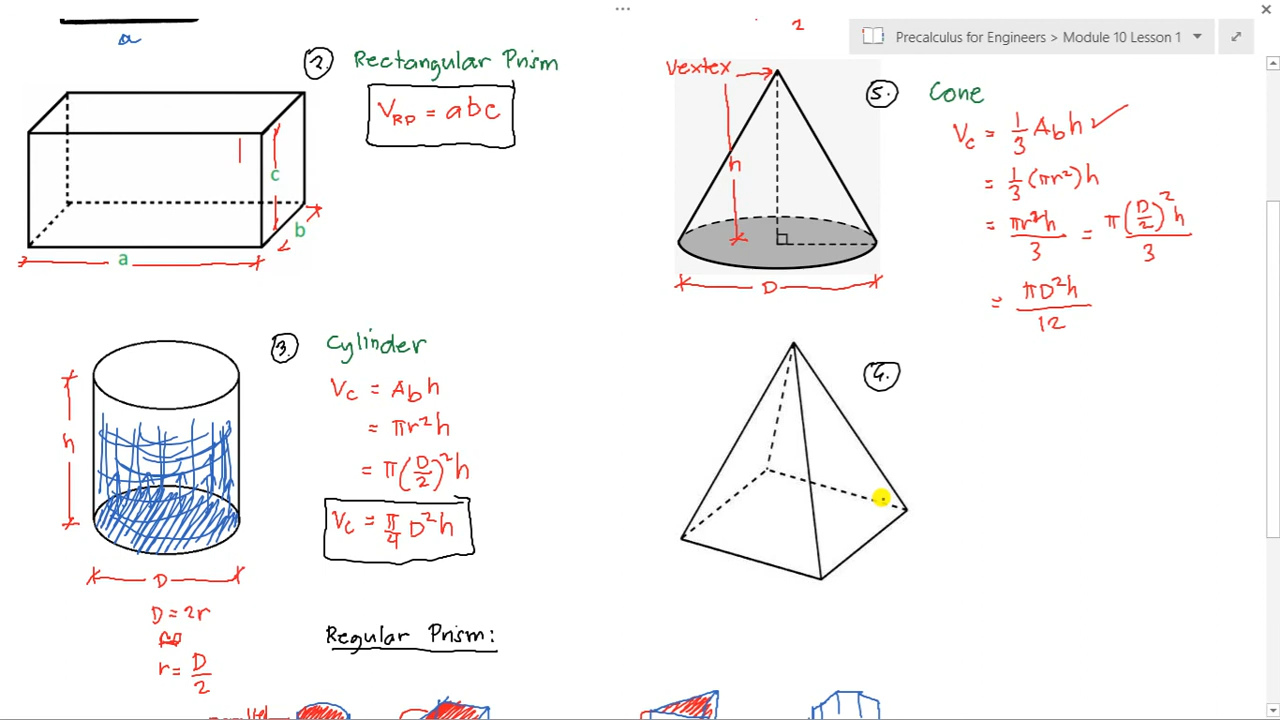 a
2
Precalculus for Engineers > Module 10 Lesson 1
2. Rectangular Prism
V_RP = abc
c
b
a
Vextex
h
D
5. Cone
V_c = 1/3 A_b h ✓
= 1/3 (πr²) h
= πr²h/3 = π(D/2)²h/3
= πD²h/12
3. Cylinder
V_c = A_b h
= πr²h
= π(D/2)²h
V_c = π/4 D²h
h
D
D = 2r
r = D/2
4.
Regular Prism: